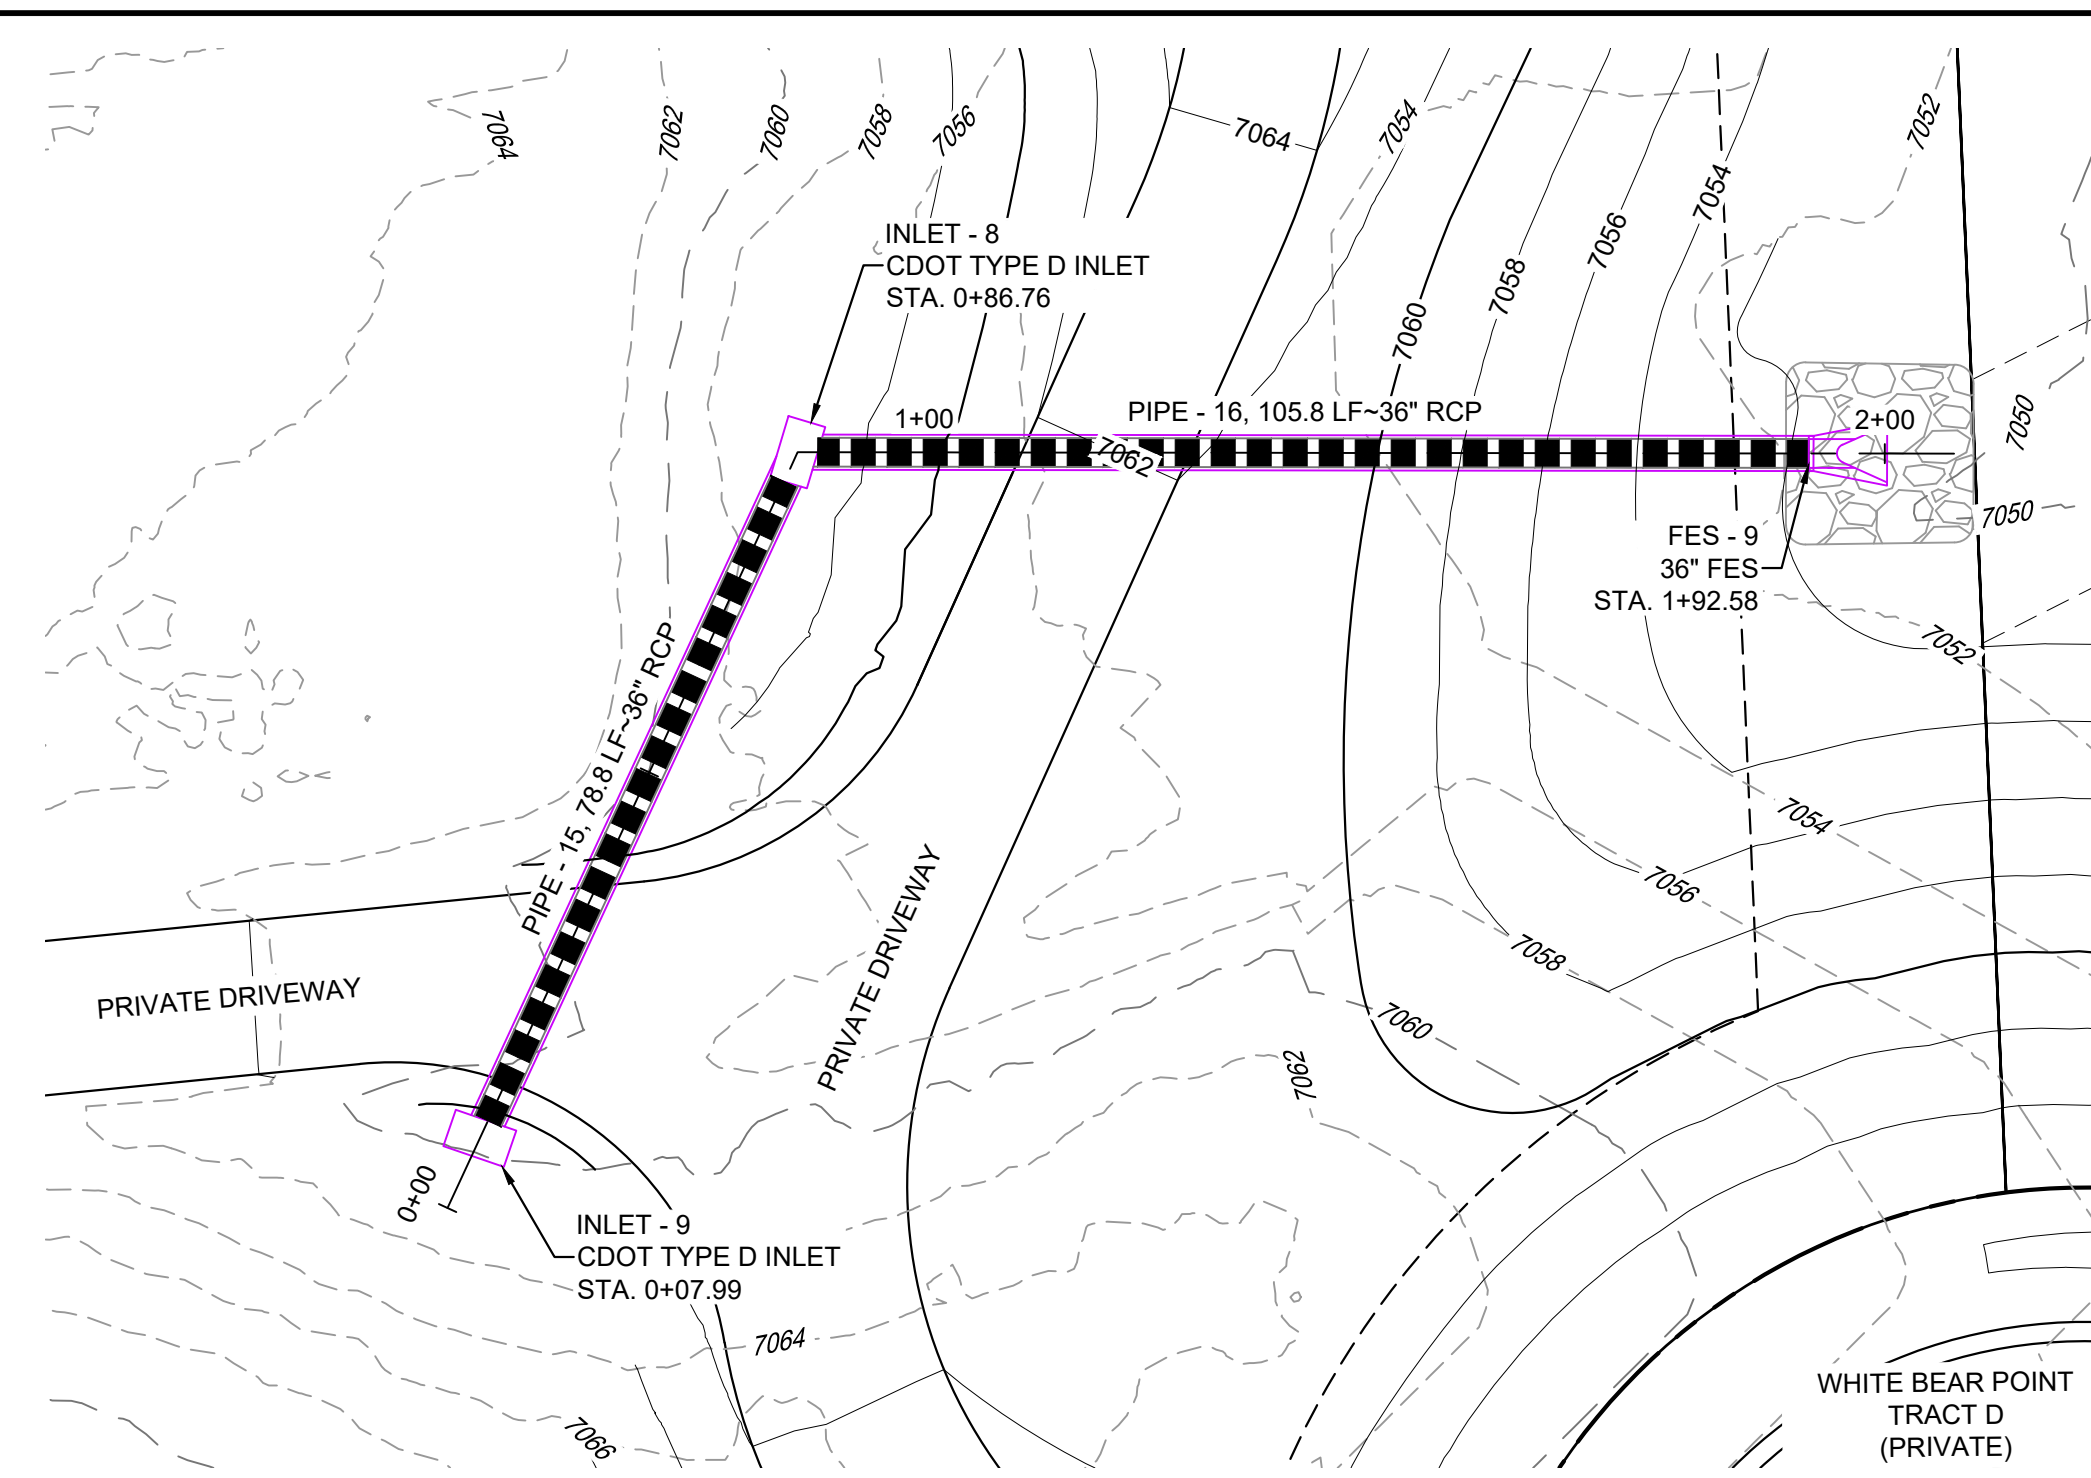 7064
7062
7060
7058
7056
7064
7054
7052
INLET - 8
CDOT TYPE D INLET
STA. 0+86.76
7054
7056
7058
7060
1+00
PIPE - 16, 105.8 LF~36" RCP
2+00
7062
7050
7050
FES - 9
36" FES
STA. 1+92.58
7052
PIPE - 15, 78.8 LF~36" RCP
7054
7056
7058
7060
7062
PRIVATE DRIVEWAY
PRIVATE DRIVEWAY
0+00
INLET - 9
CDOT TYPE D INLET
STA. 0+07.99
7064
7066
WHITE BEAR POINT
TRACT D
(PRIVATE)